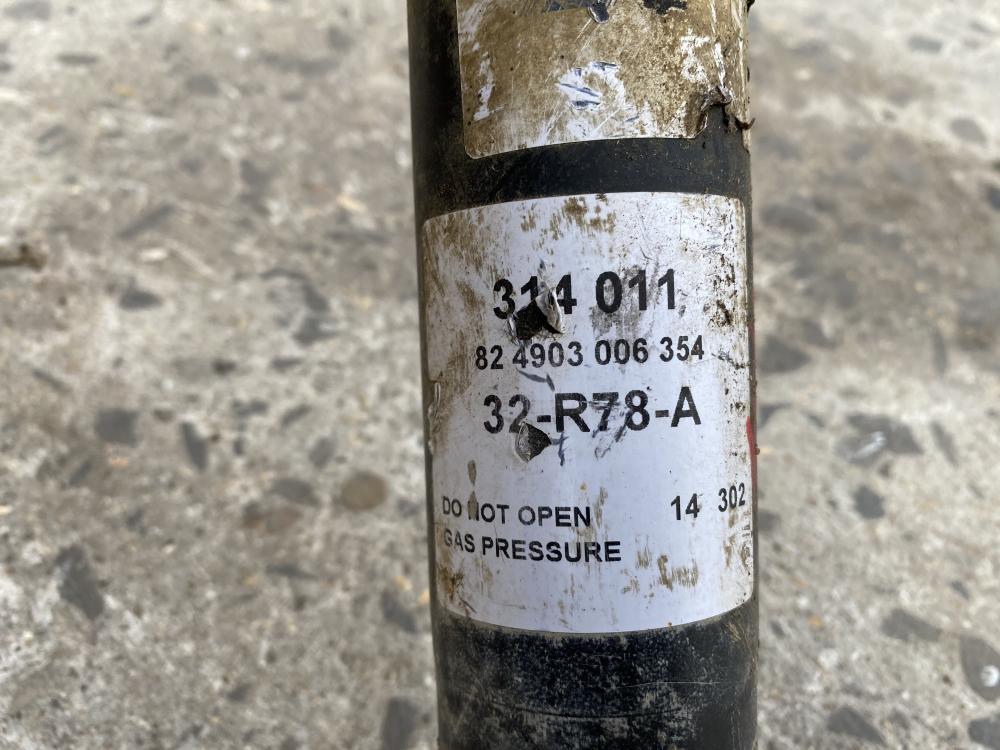 314 011
82 4903 006 354
32-R78-A
DO NOT OPEN 14 302
GAS PRESSURE